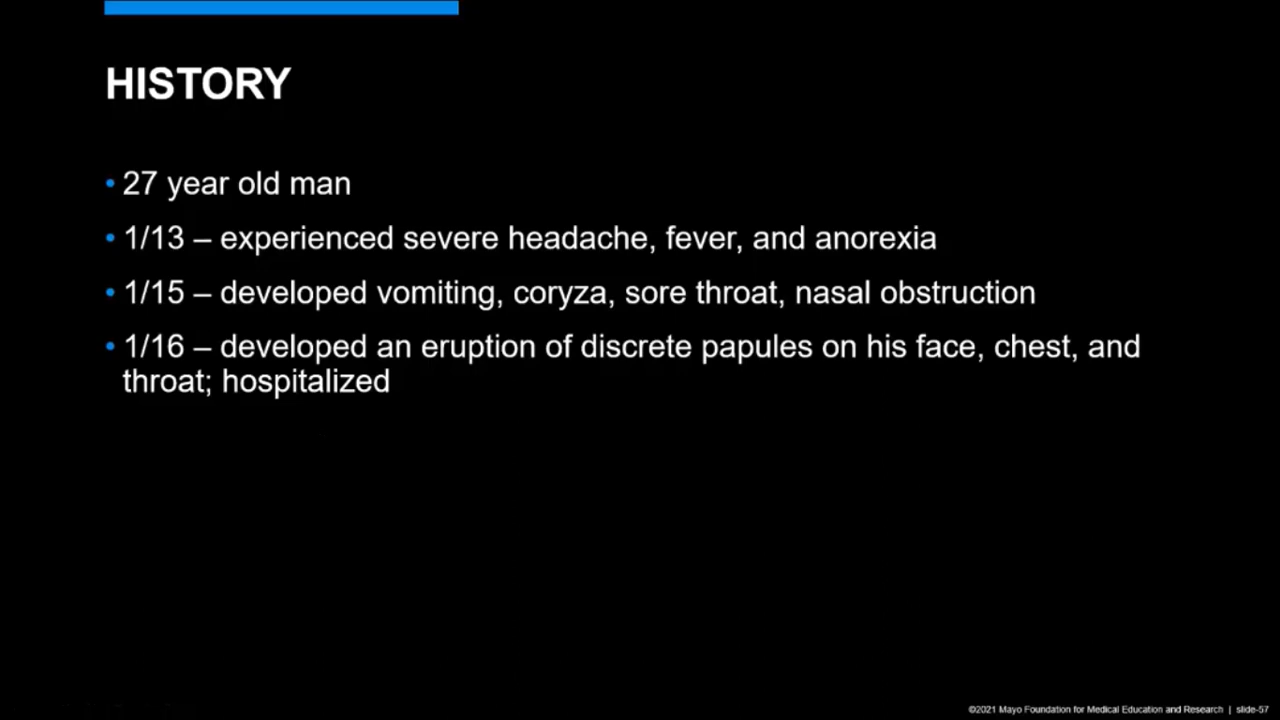 HISTORY
• 27 year old man
• 1/13 – experienced severe headache, fever, and anorexia
• 1/15 – developed vomiting, coryza, sore throat, nasal obstruction
• 1/16 – developed an eruption of discrete papules on his face, chest, and
throat; hospitalized
©2021 Mayo Foundation for Medical Education and Research | slide-57